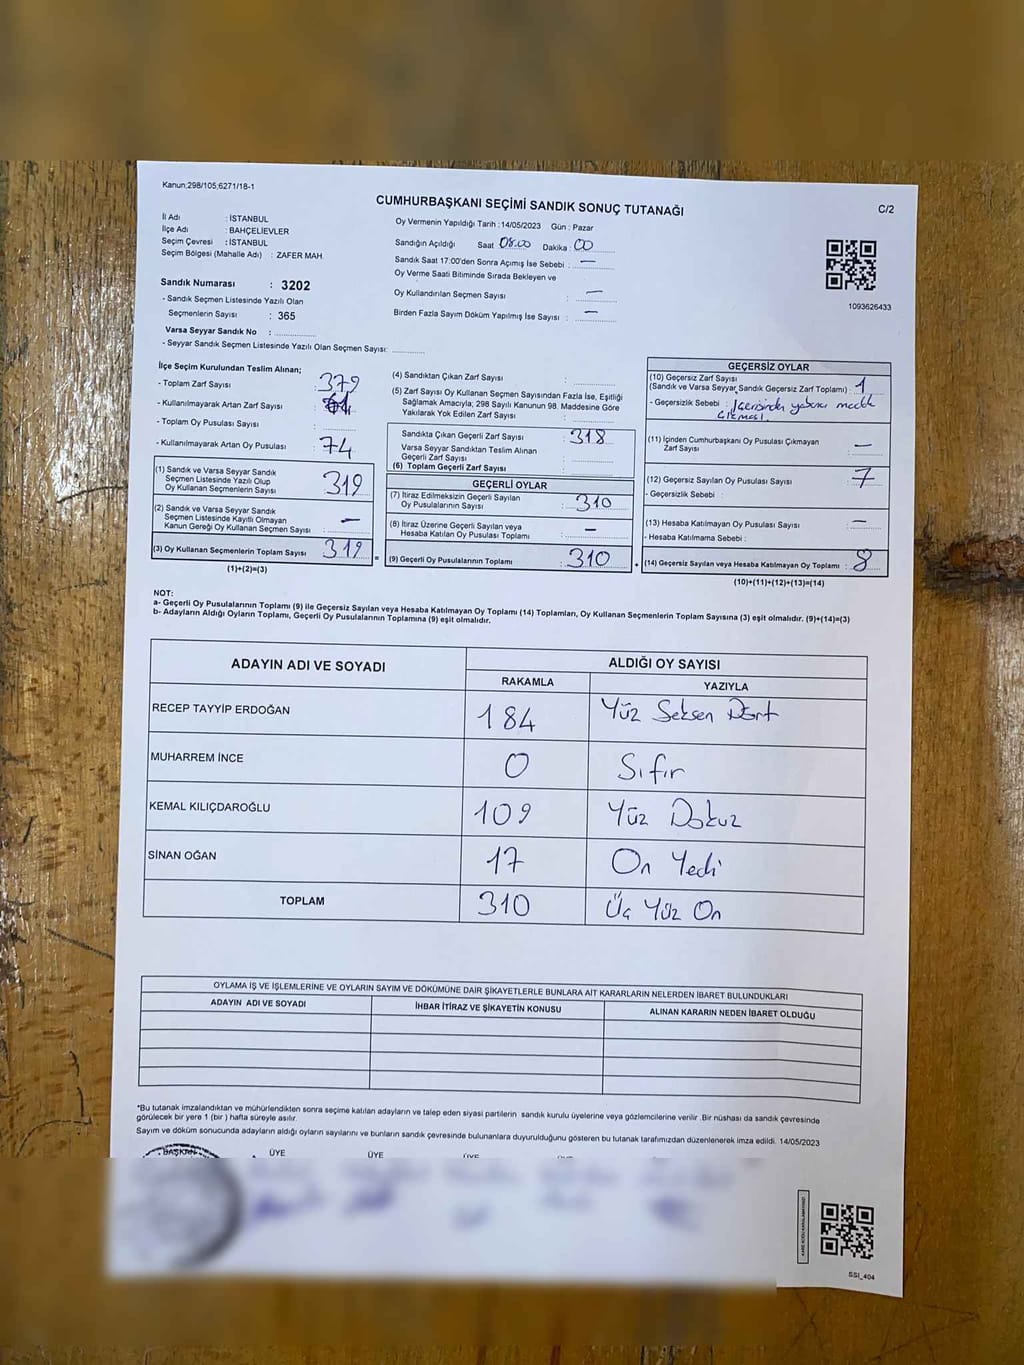 Kanun;298/105;6271/18-1
CUMHURBAŞKANI SEÇİMİ SANDIK SONUÇ TUTANAĞI
C/2
İl Adı : İSTANBUL
İlçe Adı : BAHÇELİEVLER
Seçim Çevresi : İSTANBUL
Seçim Bölgesi (Mahalle Adı) : ZAFER MAH.
Sandık Numarası : 3202
- Sandık Seçmen Listesinde Yazılı Olan
Seçmenlerin Sayısı : 365
Varsa Seyyar Sandık No :
- Seyyar Sandık Seçmen Listesinde Yazılı Olan Seçmen Sayısı:
Oy Vermenin Yapıldığı Tarih : 14/05/2023 Gün : Pazar
Sandığın Açıldığı Saat 08.00 Dakika : 00
Sandık Saat 17:00'den Sonra Açımış İse Sebebi : —
Oy Verme Saati Bitiminde Sırada Bekleyen ve
Oy Kullandırılan Seçmen Sayısı : —
Birden Fazla Sayım Döküm Yapılmış İse Sayısı : —
1093626433
İlçe Seçim Kurulundan Teslim Alınan;
- Toplam Zarf Sayısı : 379
- Kullanılmayarak Artan Zarf Sayısı :
- Toplam Oy Pusulası Sayısı :
- Kullanılmayarak Artan Oy Pusulası : 74
(1) Sandık ve Varsa Seyyar Sandık
Seçmen Listesinde Yazılı Olup
Oy Kullanan Seçmenlerin Sayısı : 319
(2) Sandık ve Varsa Seyyar Sandık
Seçmen Listesinde Kayıtlı Olmayan
Kanun Gereği Oy Kullanan Seçmen Sayısı : —
(3) Oy Kullanan Seçmenlerin Toplam Sayısı : 319
(1)+(2)=(3)
(4) Sandıktan Çıkan Zarf Sayısı :
(5) Zarf Sayısı Oy Kullanan Seçmen Sayısından Fazla İse, Eşitliği
Sağlamak Amacıyla; 298 Sayılı Kanunun 98. Maddesine Göre
Yakılarak Yok Edilen Zarf Sayısı :
Sandıkta Çıkan Geçerli Zarf Sayısı : 318
Varsa Seyyar Sandıktan Teslim Alınan
Geçerli Zarf Sayısı :
(6) Toplam Geçerli Zarf Sayısı :
GEÇERLİ OYLAR
(7) İtiraz Edilmeksizin Geçerli Sayılan
Oy Pusulalarının Sayısı : 310
(8) İtiraz Üzerine Geçerli Sayılan veya
Hesaba Katılan Oy Pusulası Toplamı : —
(9) Geçerli Oy Pusulalarının Toplamı : 310
GEÇERSİZ OYLAR
(10) Geçersiz Zarf Sayısı
(Sandık ve Varsa Seyyar Sandık Geçersiz Zarf Toplamı) : 1
- Geçersizlik Sebebi : İçerisinden yabancı madde
çıkması.
(11) İçinden Cumhurbaşkanı Oy Pusulası Çıkmayan
Zarf Sayısı : —
(12) Geçersiz Sayılan Oy Pusulası Sayısı : 7
- Geçersizlik Sebebi :
(13) Hesaba Katılmayan Oy Pusulası Sayısı : —
- Hesaba Katılmama Sebebi :
(14) Geçersiz Sayılan veya Hesaba Katılmayan Oy Toplamı : 8
(10)+(11)+(12)+(13)=(14)
NOT:
a- Geçerli Oy Pusulalarının Toplamı (9) ile Geçersiz Sayılan veya Hesaba Katılmayan Oy Toplamı (14) Toplamları, Oy Kullanan Seçmenlerin Toplam Sayısına (3) eşit olmalıdır. (9)+(14)=(3)
b- Adayların Aldığı Oyların Toplamı, Geçerli Oy Pusulalarının Toplamına (9) eşit olmalıdır.
ADAYIN ADI VE SOYADI
ALDIĞI OY SAYISI
RAKAMLA YAZIYLA
RECEP TAYYİP ERDOĞAN 184 Yüz Seksen Dört
MUHARREM İNCE 0 Sıfır
KEMAL KILIÇDAROĞLU 109 Yüz Dokuz
SİNAN OĞAN 17 On Yedi
TOPLAM 310 Üç Yüz On
OYLAMA İŞ VE İŞLEMLERİNE VE OYLARIN SAYIM VE DÖKÜMÜNE DAİR ŞİKAYETLERLE BUNLARA AİT KARARLARIN NELERDEN İBARET BULUNDUKLARI
ADAYIN ADI VE SOYADI İHBAR İTİRAZ VE ŞİKAYETİN KONUSU ALINAN KARARIN NEDEN İBARET OLDUĞU
*Bu tutanak imzalandıktan ve mühürlendikten sonra seçime katılan adayların ve talep eden siyasi partilerin sandık kurulu üyelerine veya gözlemcilerine verilir .Bir nüshası da sandık çevresinde
görülecek bir yere 1 (bir ) hafta süreyle asılır.
Sayım ve döküm sonucunda adayların aldığı oyların sayılarını ve bunların sandık çevresinde bulunanlara duyurulduğunu gösteren bu tutanak tarafımızdan düzenlenerek imza edildi. 14/05/2023
BAŞKAN ÜYE ÜYE ÜYE
SSI_404